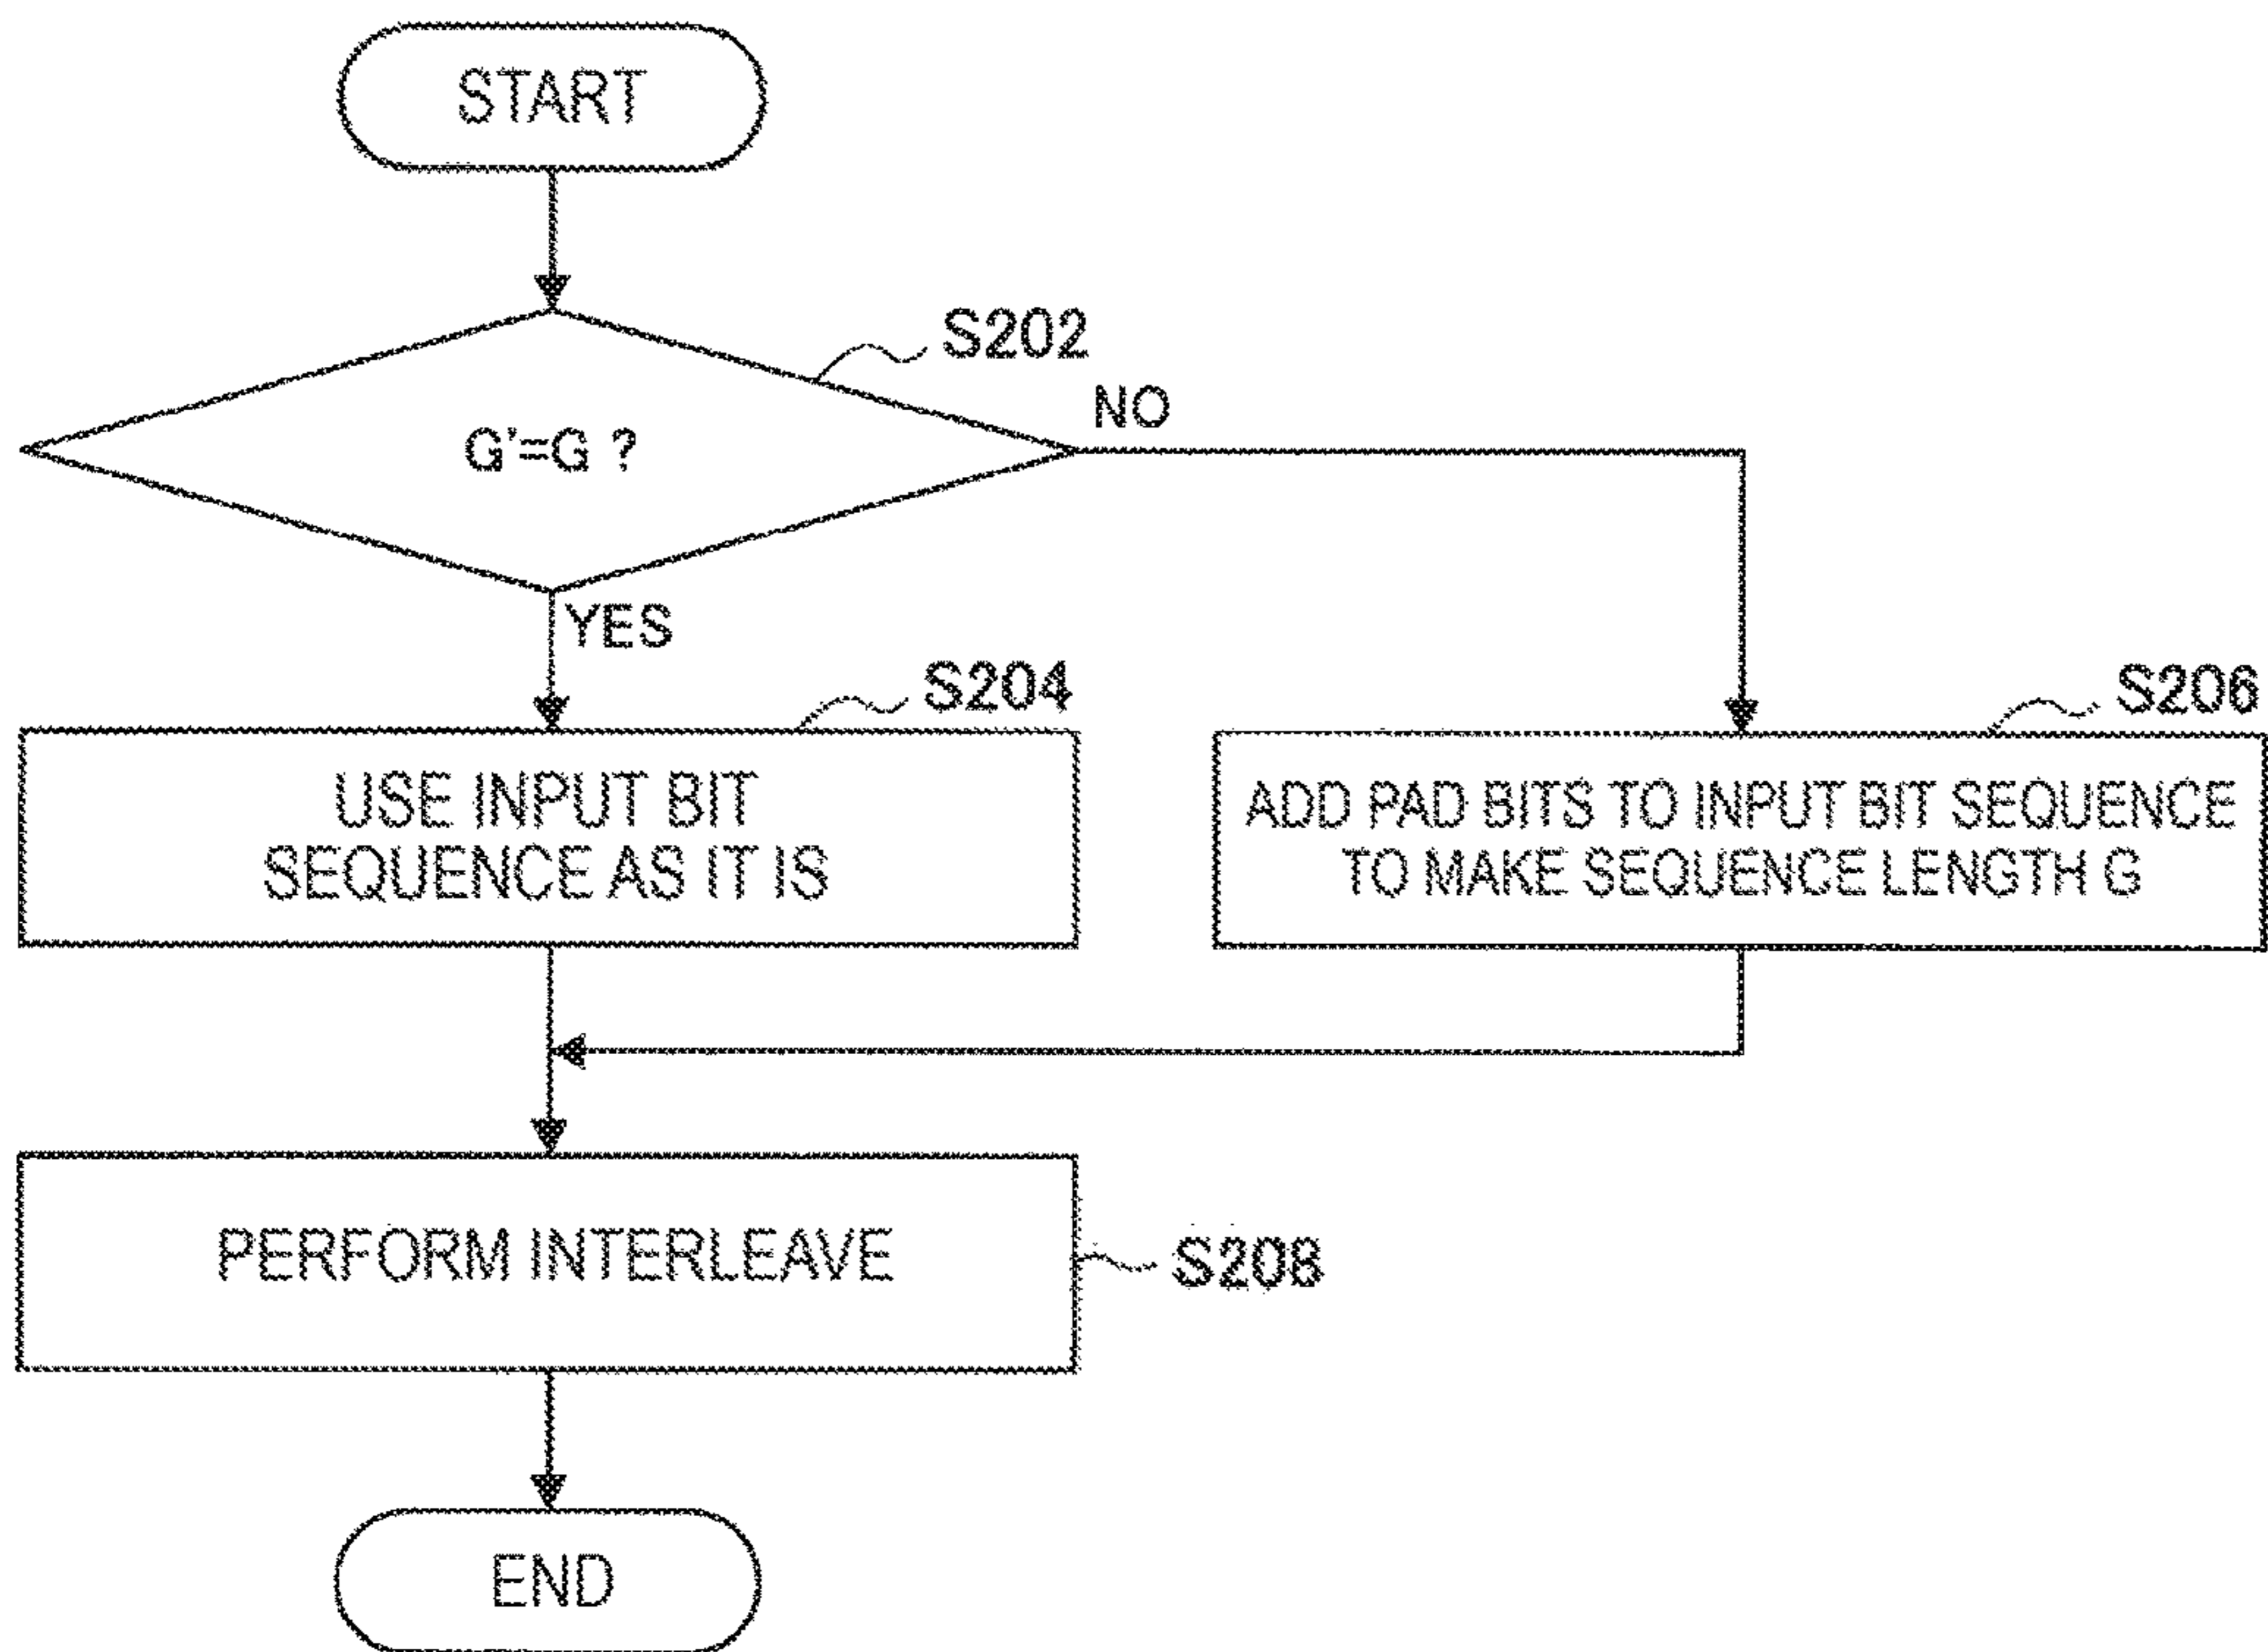 START
S202
G'=G ?
NO
YES
S204
S206
USE INPUT BIT
SEQUENCE AS IT IS
ADD PAD BITS TO INPUT BIT SEQUENCE
TO MAKE SEQUENCE LENGTH G
PERFORM INTERLEAVE
S208
END